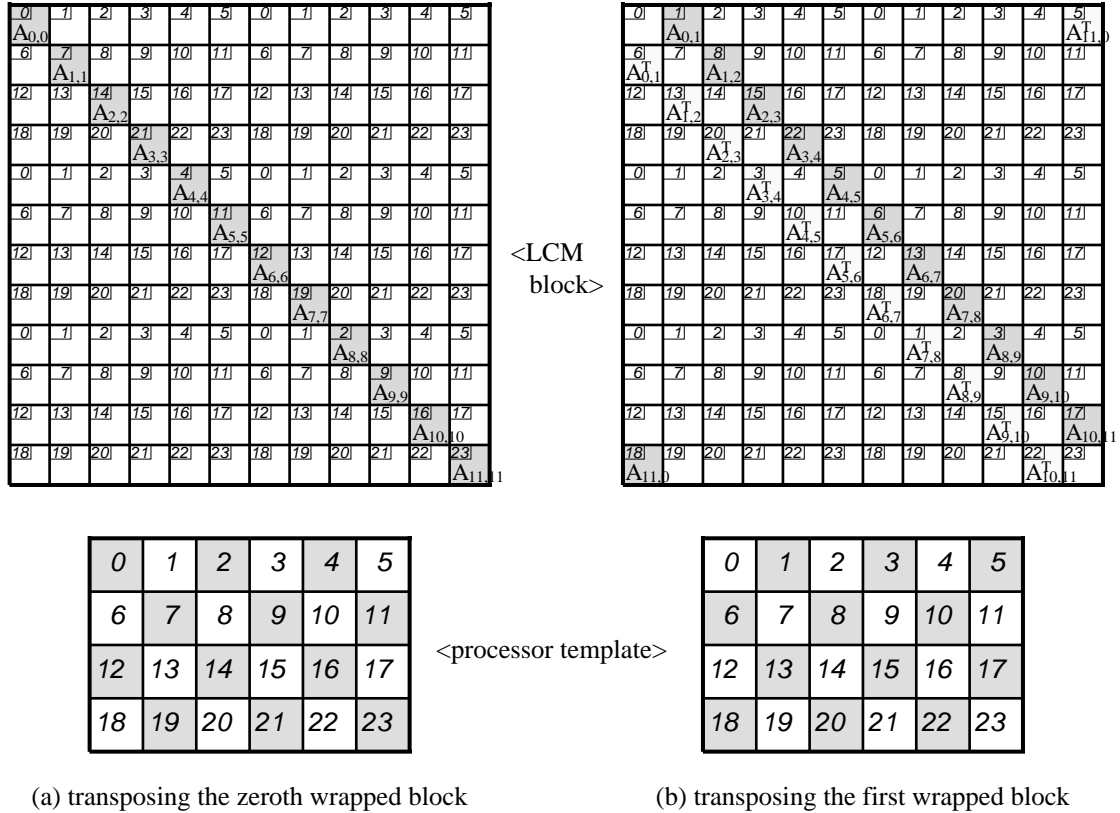 0 1 2 3 4 5 0 1 2 3 4 5
A0,0
6 7 8 9 10 11 6 7 8 9 10 11
A1,1
12 13 14 15 16 17 12 13 14 15 16 17
A2,2
18 19 20 21 22 23 18 19 20 21 22 23
A3,3
0 1 2 3 4 5 0 1 2 3 4 5
A4,4
6 7 8 9 10 11 6 7 8 9 10 11
A5,5
12 13 14 15 16 17 12 13 14 15 16 17
A6,6
18 19 20 21 22 23 18 19 20 21 22 23
A7,7
0 1 2 3 4 5 0 1 2 3 4 5
A8,8
6 7 8 9 10 11 6 7 8 9 10 11
A9,9
12 13 14 15 16 17 12 13 14 15 16 17
A10,10
18 19 20 21 22 23 18 19 20 21 22 23
A11,11
<LCM
block>
0 1 2 3 4 5 0 1 2 3 4 5
A0,1 A^T11,0
6 7 8 9 10 11 6 7 8 9 10 11
A^T0,1 A1,2
12 13 14 15 16 17 12 13 14 15 16 17
A^T1,2 A2,3
18 19 20 21 22 23 18 19 20 21 22 23
A^T2,3 A3,4
0 1 2 3 4 5 0 1 2 3 4 5
A^T3,4 A4,5
6 7 8 9 10 11 6 7 8 9 10 11
A^T4,5 A5,6
12 13 14 15 16 17 12 13 14 15 16 17
A^T5,6 A6,7
18 19 20 21 22 23 18 19 20 21 22 23
A^T6,7 A7,8
0 1 2 3 4 5 0 1 2 3 4 5
A^T7,8 A8,9
6 7 8 9 10 11 6 7 8 9 10 11
A^T8,9 A9,10
12 13 14 15 16 17 12 13 14 15 16 17
A^T9,10 A10,11
18 19 20 21 22 23 18 19 20 21 22 23
A11,0 A^T10,11
0 1 2 3 4 5
6 7 8 9 10 11
12 13 14 15 16 17
18 19 20 21 22 23
<processor template>
0 1 2 3 4 5
6 7 8 9 10 11
12 13 14 15 16 17
18 19 20 21 22 23
(a) transposing the zeroth wrapped block
(b) transposing the first wrapped block